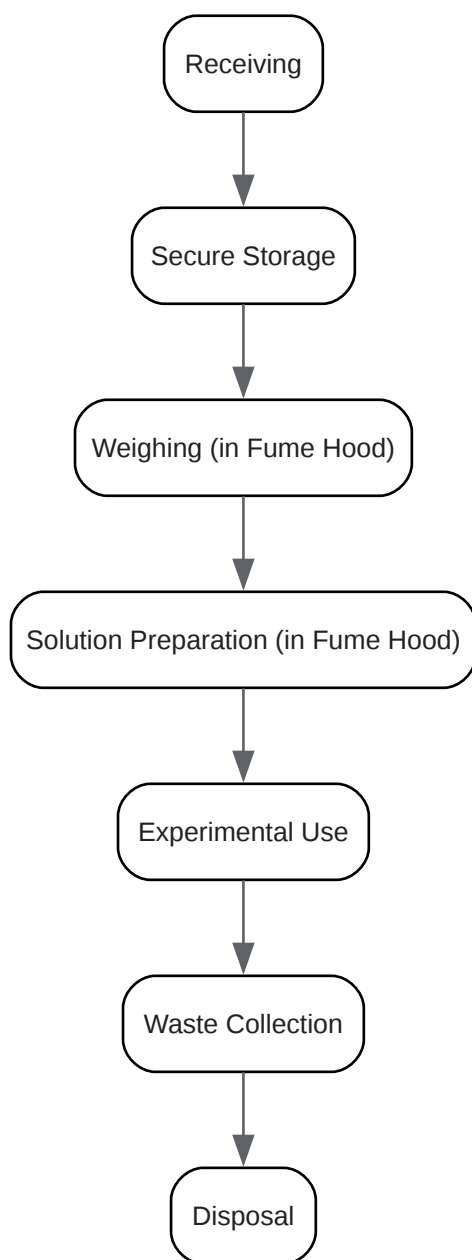 Receiving
Secure Storage
Weighing (in Fume Hood)
Solution Preparation (in Fume Hood)
Experimental Use
Waste Collection
Disposal